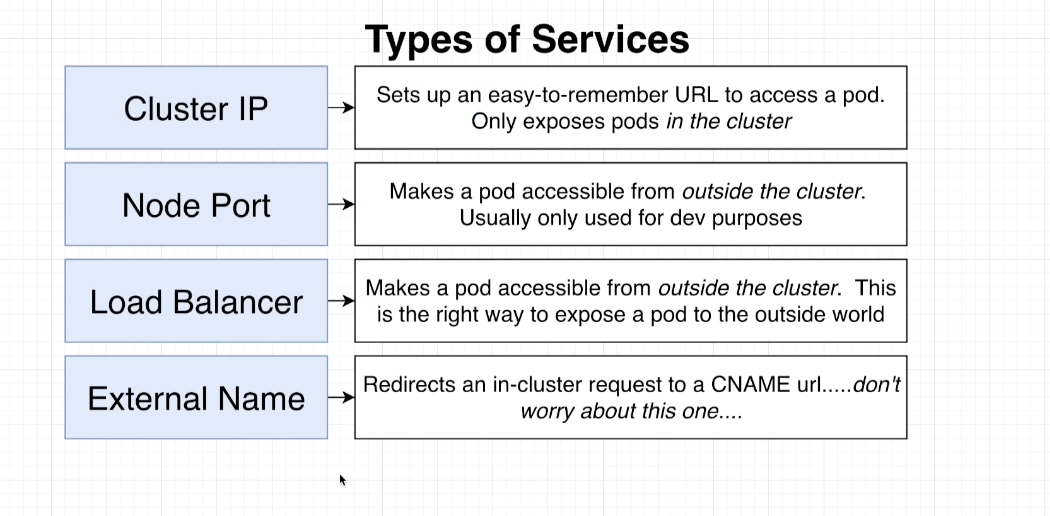 Types of Services
Cluster IP
Sets up an easy-to-remember URL to access a pod.
Only exposes pods in the cluster
Node Port
Makes a pod accessible from outside the cluster.
Usually only used for dev purposes
Load Balancer
Makes a pod accessible from outside the cluster.  This
is the right way to expose a pod to the outside world
External Name
Redirects an in-cluster request to a CNAME url.....don't
worry about this one....